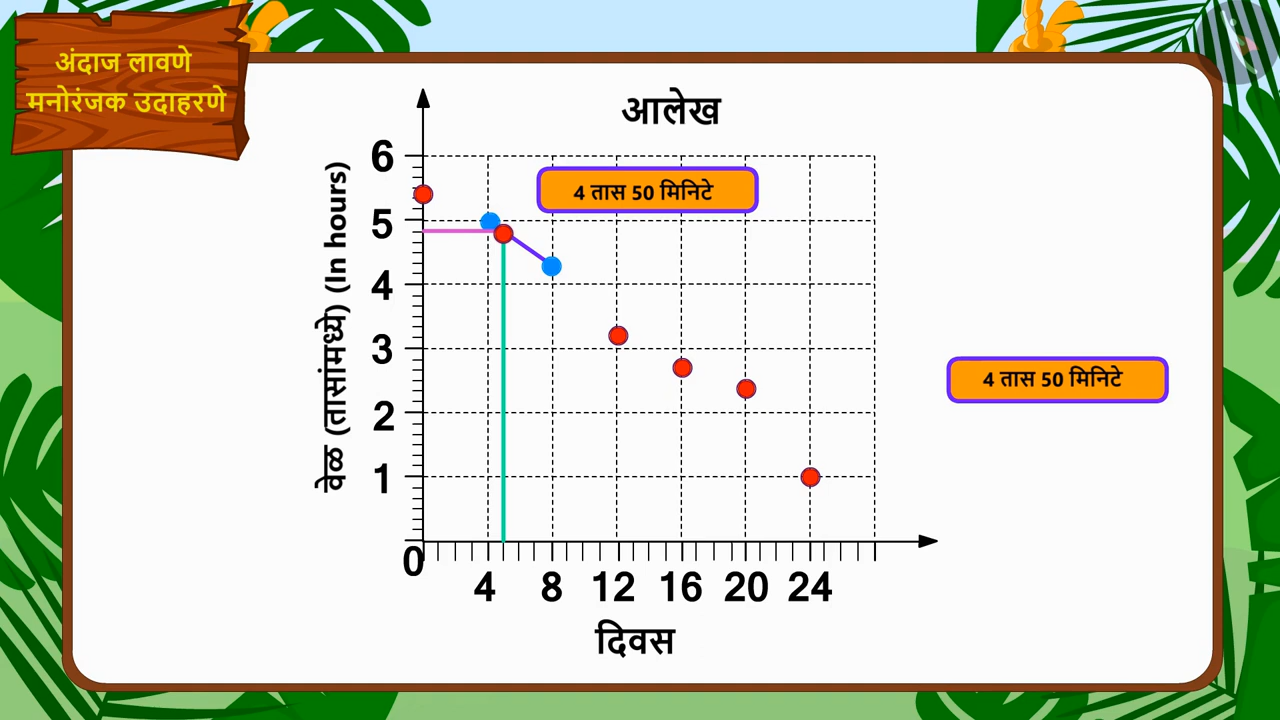 अंदाज लावणे
मनोरंजक उदाहरणे
आलेख
4 तास 50 मिनिटे
4 तास 50 मिनिटे
वेळ (तासांमध्ये) (In hours)
6
5
4
3
2
1
0
4 8 12 16 20 24
दिवस